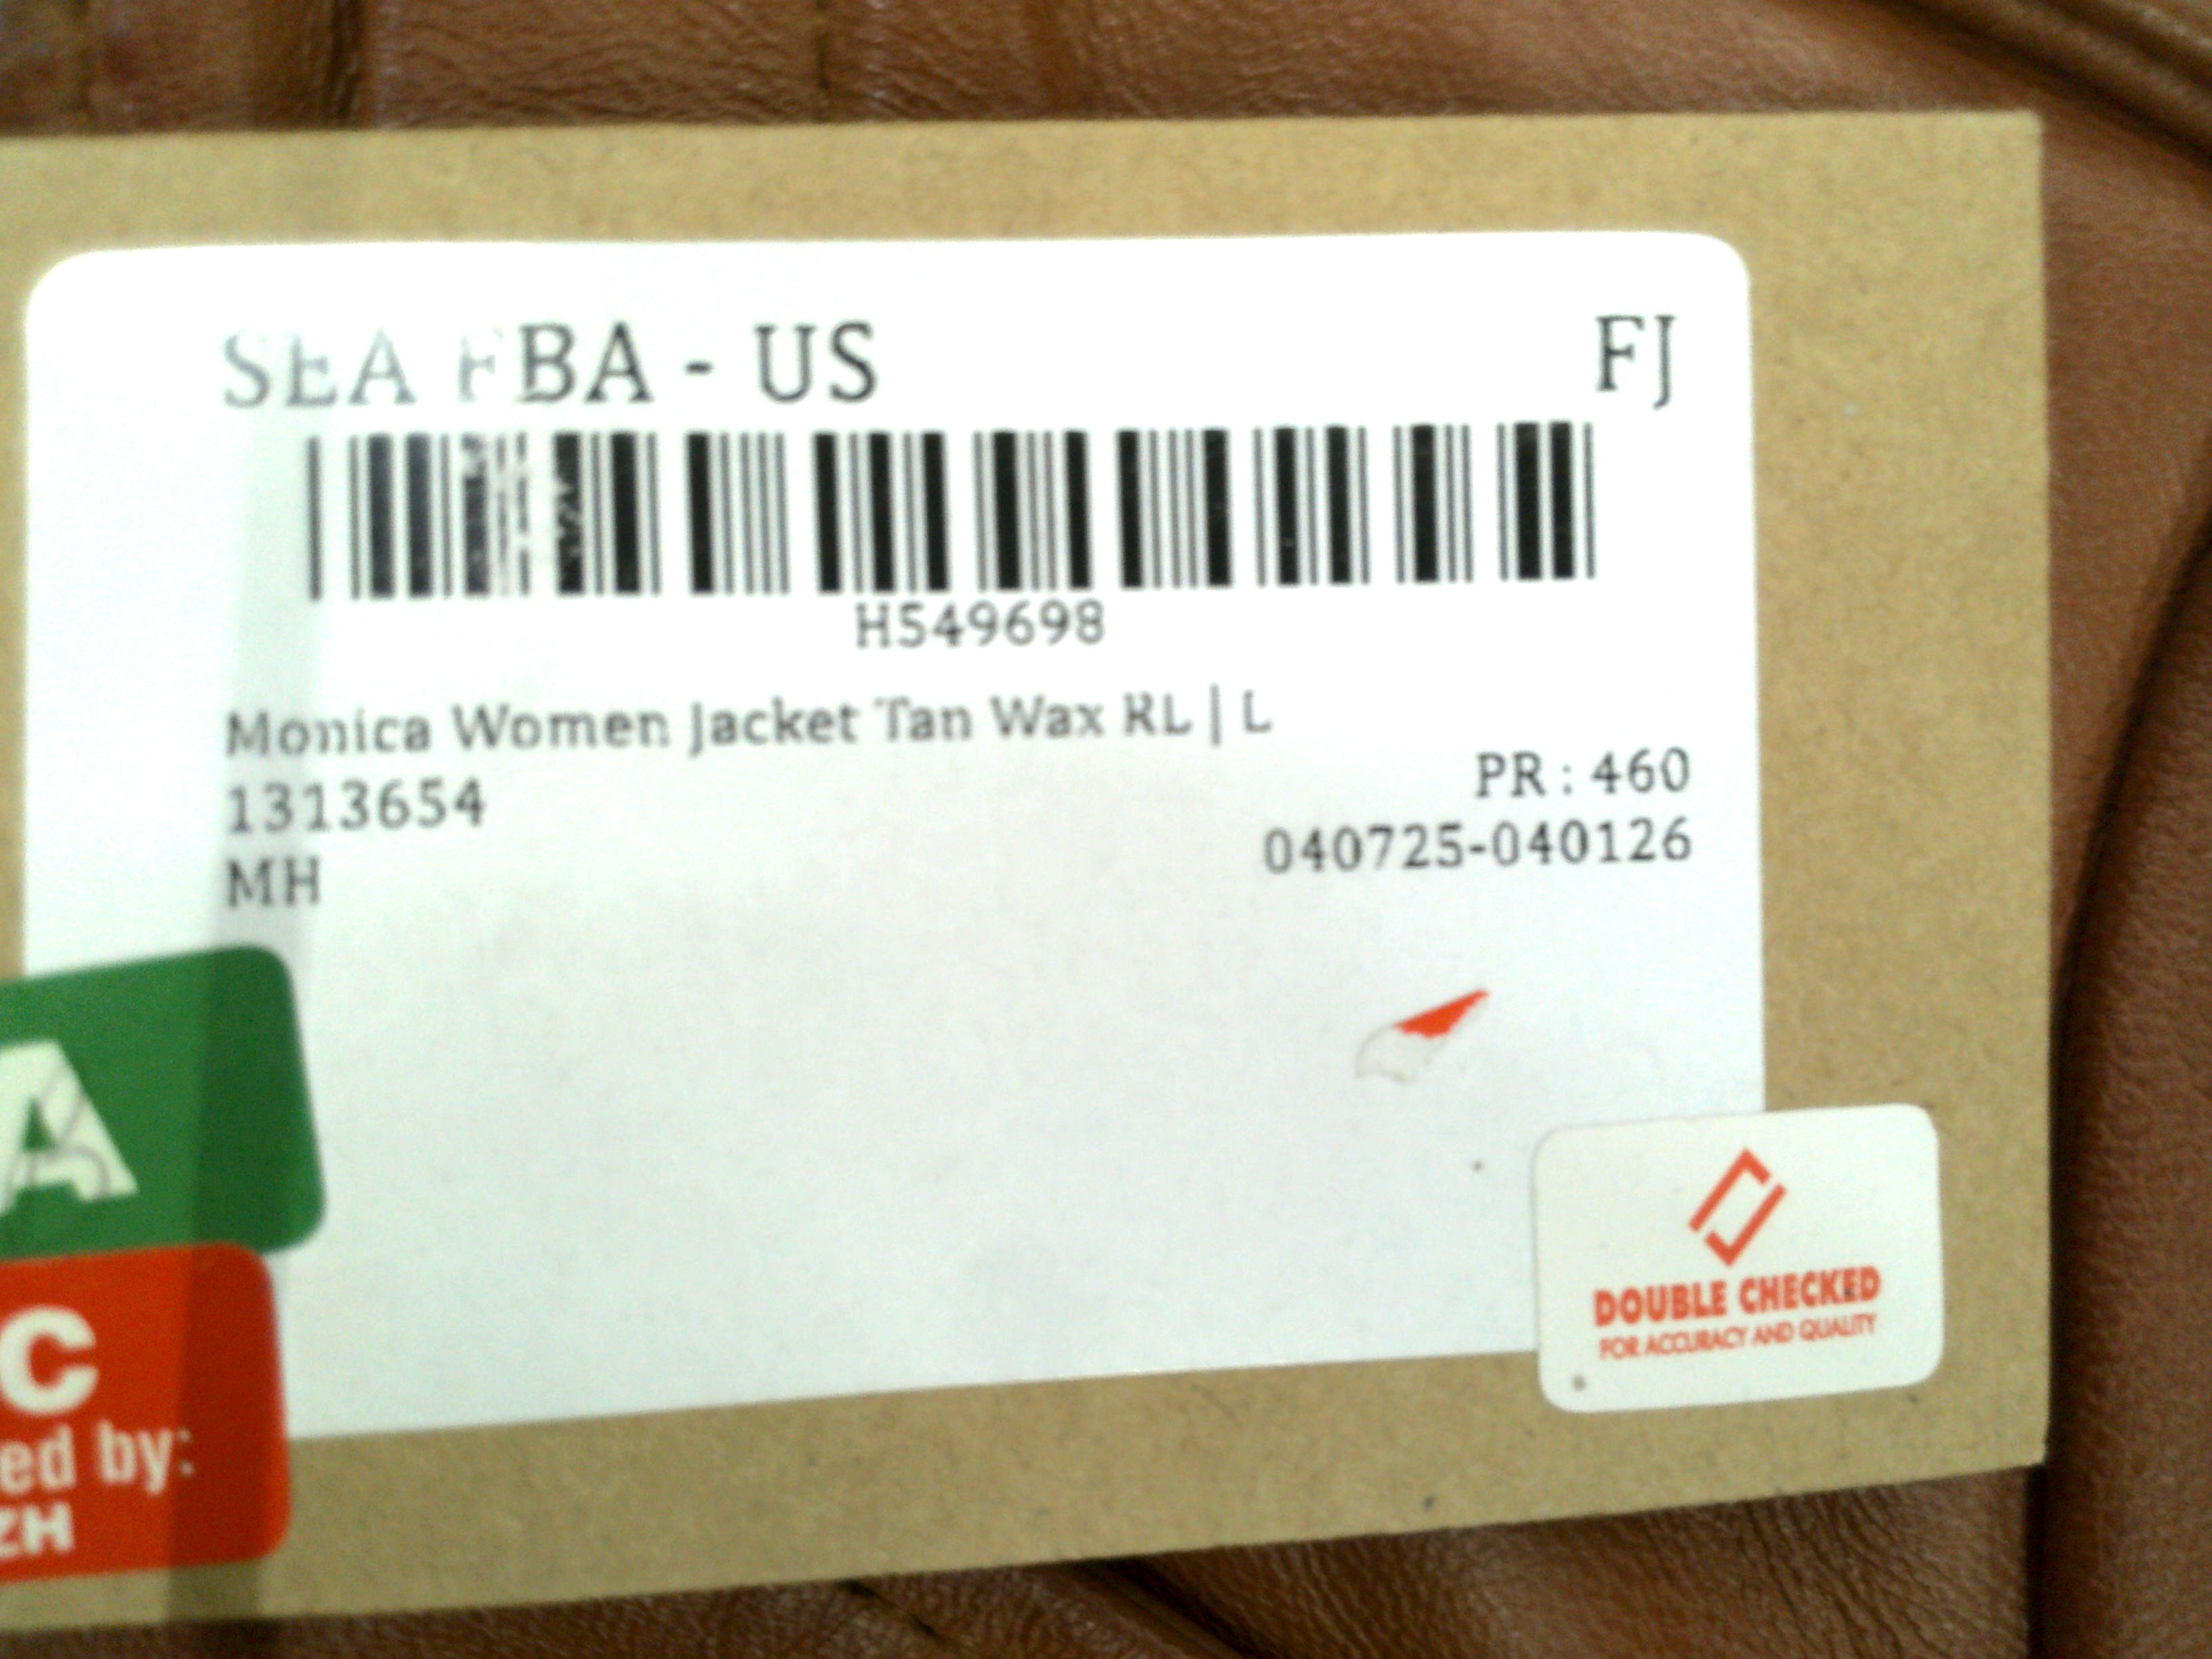 SEA FBA - US
FJ
H549698
Monica Women Jacket Tan Wax RL | L
1313654
PR : 460
MH
040725-040126
A
C
ed by:
ZH
DOUBLE CHECKED
FOR ACCURACY AND QUALITY